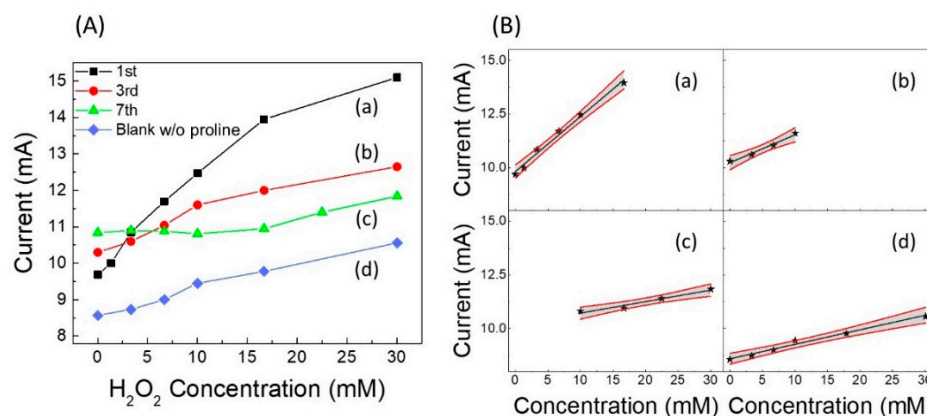 (A)
1st
3rd
7th
Blank w/o proline
(a)
(b)
(c)
(d)
15
14
13
12
11
10
9
8
Current (mA)
0 5 10 15 20 25 30
H₂O₂ Concentration (mM)
(B)
(a)
(b)
15.0
12.5
10.0
Current (mA)
(c)
(d)
15.0
12.5
10.0
Current (mA)
0 5 10 15 20 25 30
0 5 10 15 20 25 30
Concentration (mM)
Concentration (mM)